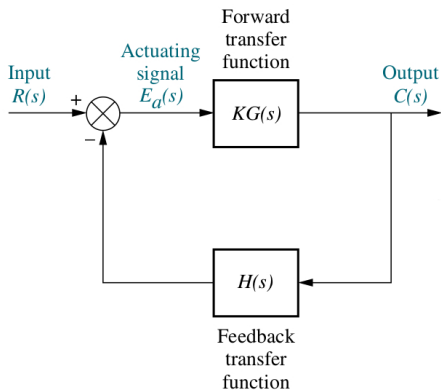 Forward
transfer
function
Input
R(s)
Actuating
signal
Ea(s)
Output
C(s)
+
KG(s)
−
H(s)
Feedback
transfer
function